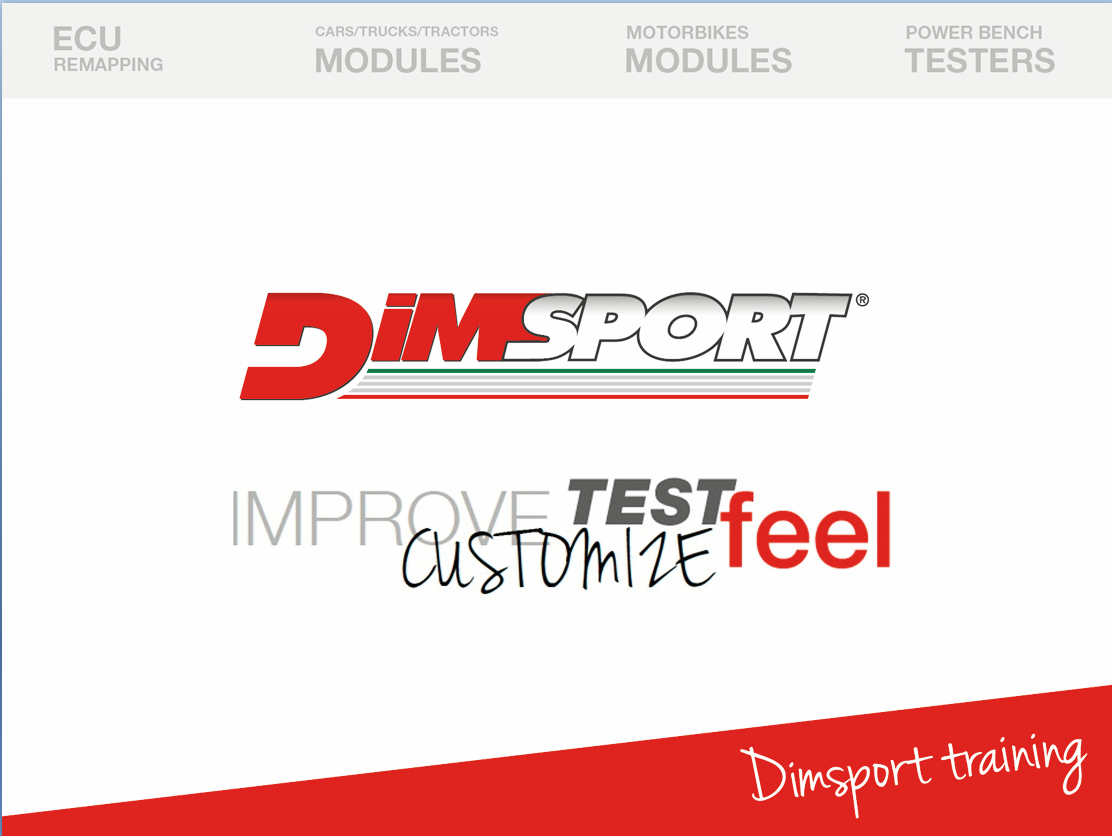 ECU
REMAPPING
CARS/TRUCKS/TRACTORS
MODULES
MOTORBIKES
MODULES
POWER BENCH
TESTERS
DiMSPORT®
IMPROVE TEST feel
CUSTOMIZE
Dimsport training